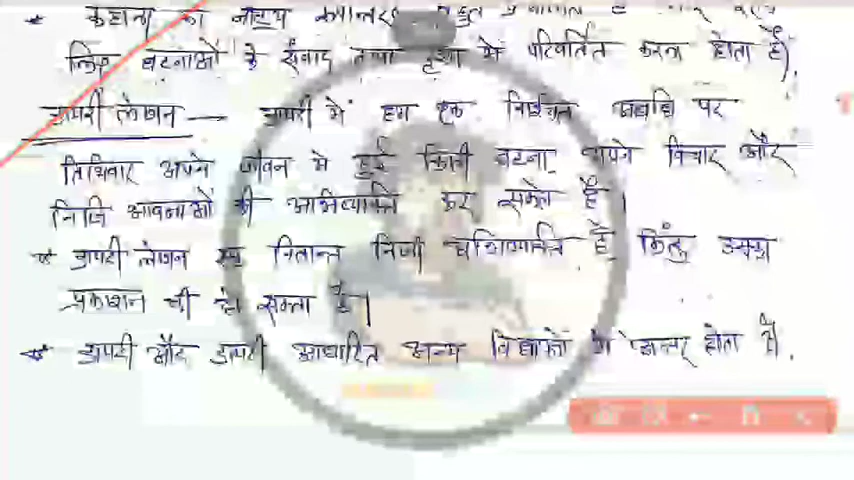 कहानी का नाट्य रूपान्तर
लिए घटनाओं के संवाद तथा दृश्य में परिवर्तित करना होता है।
डायरी लेखन — डायरी में हम एक निश्चित अवधि पर
तिथिवार अपने जीवन में हुई किसी घटना अपने विचार और
निजि भावनाओं की अभिव्यक्ति कर सकते है।
* डायरी लेखन नितान्त निजी अभिव्यक्ति है किंतु उसका
प्रकाशन भी हो सकता है।
* डायरी और डायरी आधारित अन्य विधाओं में अन्तर होता है.